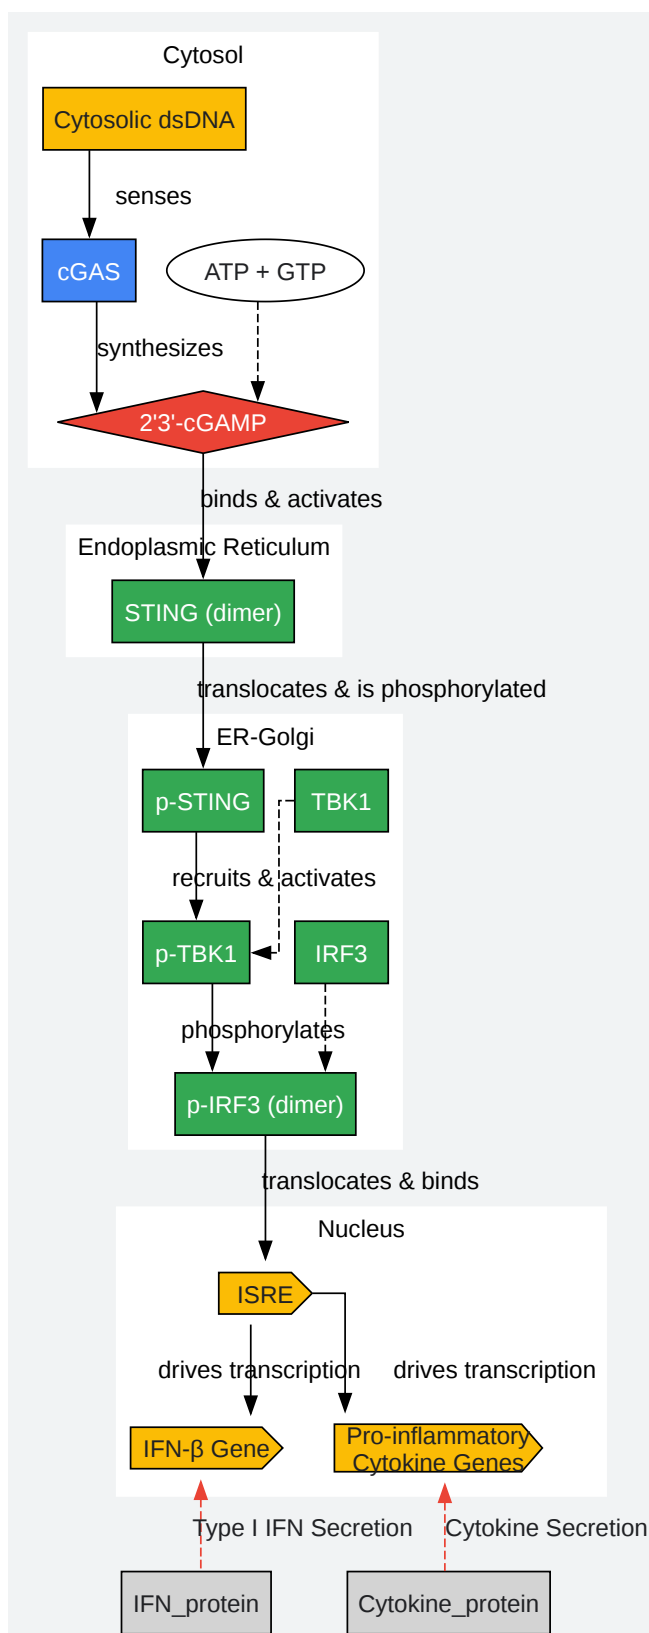 Cytosol
Cytosolic dsDNA
senses
cGAS
ATP + GTP
synthesizes
2'3'-cGAMP
binds & activates
Endoplasmic Reticulum
STING (dimer)
translocates & is phosphorylated
ER-Golgi
p-STING
TBK1
recruits & activates
p-TBK1
IRF3
phosphorylates
p-IRF3 (dimer)
translocates & binds
Nucleus
ISRE
drives transcription
drives transcription
IFN-β Gene
Pro-inflammatory
Cytokine Genes
Type I IFN Secretion
Cytokine Secretion
IFN_protein
Cytokine_protein